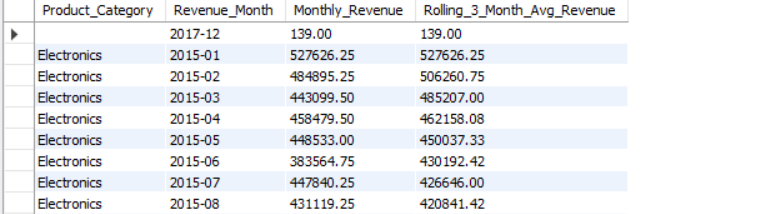 Product_Category Revenue_Month Monthly_Revenue Rolling_3_Month_Avg_Revenue
2017-12 139.00 139.00
Electronics 2015-01 527626.25 527626.25
Electronics 2015-02 484895.25 506260.75
Electronics 2015-03 443099.50 485207.00
Electronics 2015-04 458479.50 462158.08
Electronics 2015-05 448533.00 450037.33
Electronics 2015-06 383564.75 430192.42
Electronics 2015-07 447840.25 426646.00
Electronics 2015-08 431119.25 420841.42